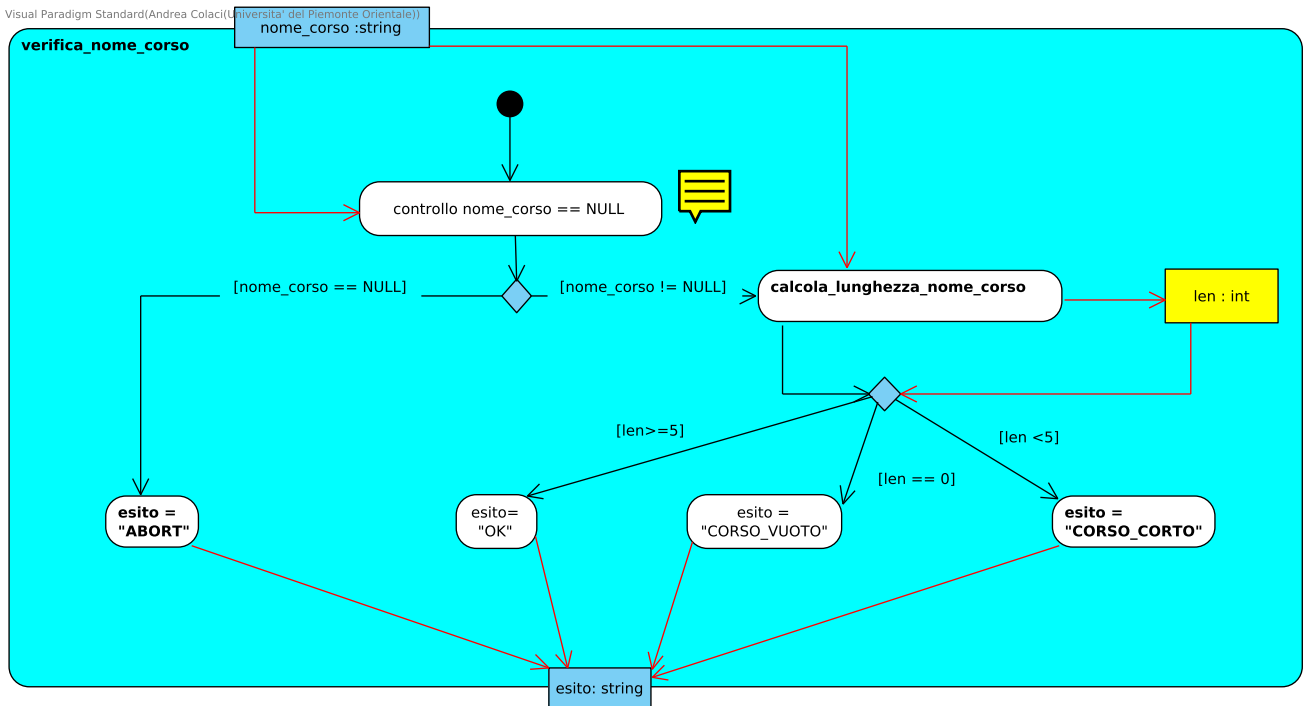 Visual Paradigm Standard(Andrea Colaci(Universita' del Piemonte Orientale))
nome_corso :string
verifica_nome_corso
controllo nome_corso == NULL
[nome_corso == NULL]
[nome_corso != NULL]
calcola_lunghezza_nome_corso
len : int
[len>=5]
[len <5]
[len == 0]
esito =
"ABORT"
esito=
"OK"
esito =
"CORSO_VUOTO"
esito =
"CORSO_CORTO"
esito: string